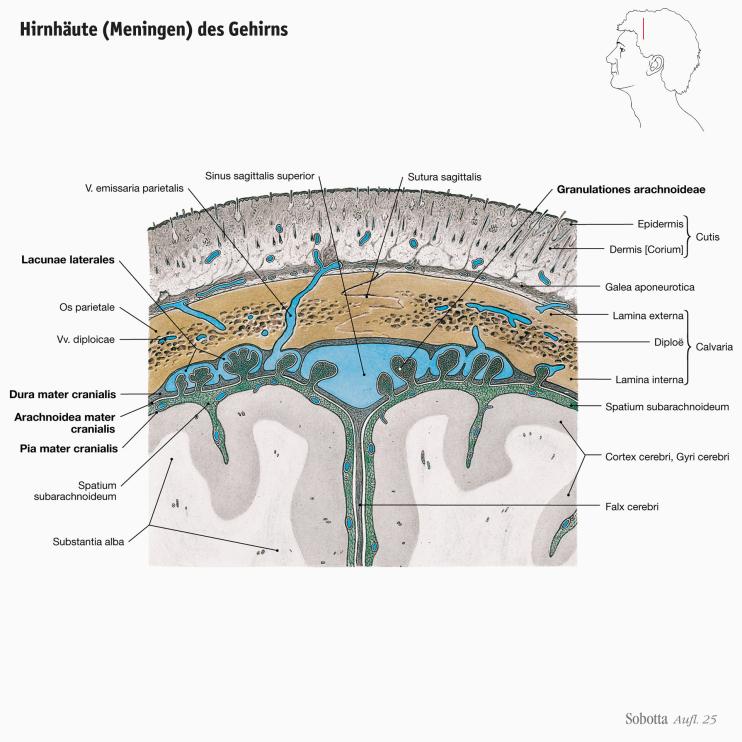 Hirnhäute (Meningen) des Gehirns
Sinus sagittalis superior
Sutura sagittalis
V. emissaria parietalis
Granulationes arachnoideae
Epidermis
Cutis
Dermis [Corium]
Lacunae laterales
Galea aponeurotica
Os parietale
Lamina externa
Vv. diploicae
Diploë
Calvaria
Lamina interna
Dura mater cranialis
Spatium subarachnoideum
Arachnoidea mater
cranialis
Pia mater cranialis
Cortex cerebri, Gyri cerebri
Spatium
subarachnoideum
Falx cerebri
Substantia alba
Sobotta Aufl. 25